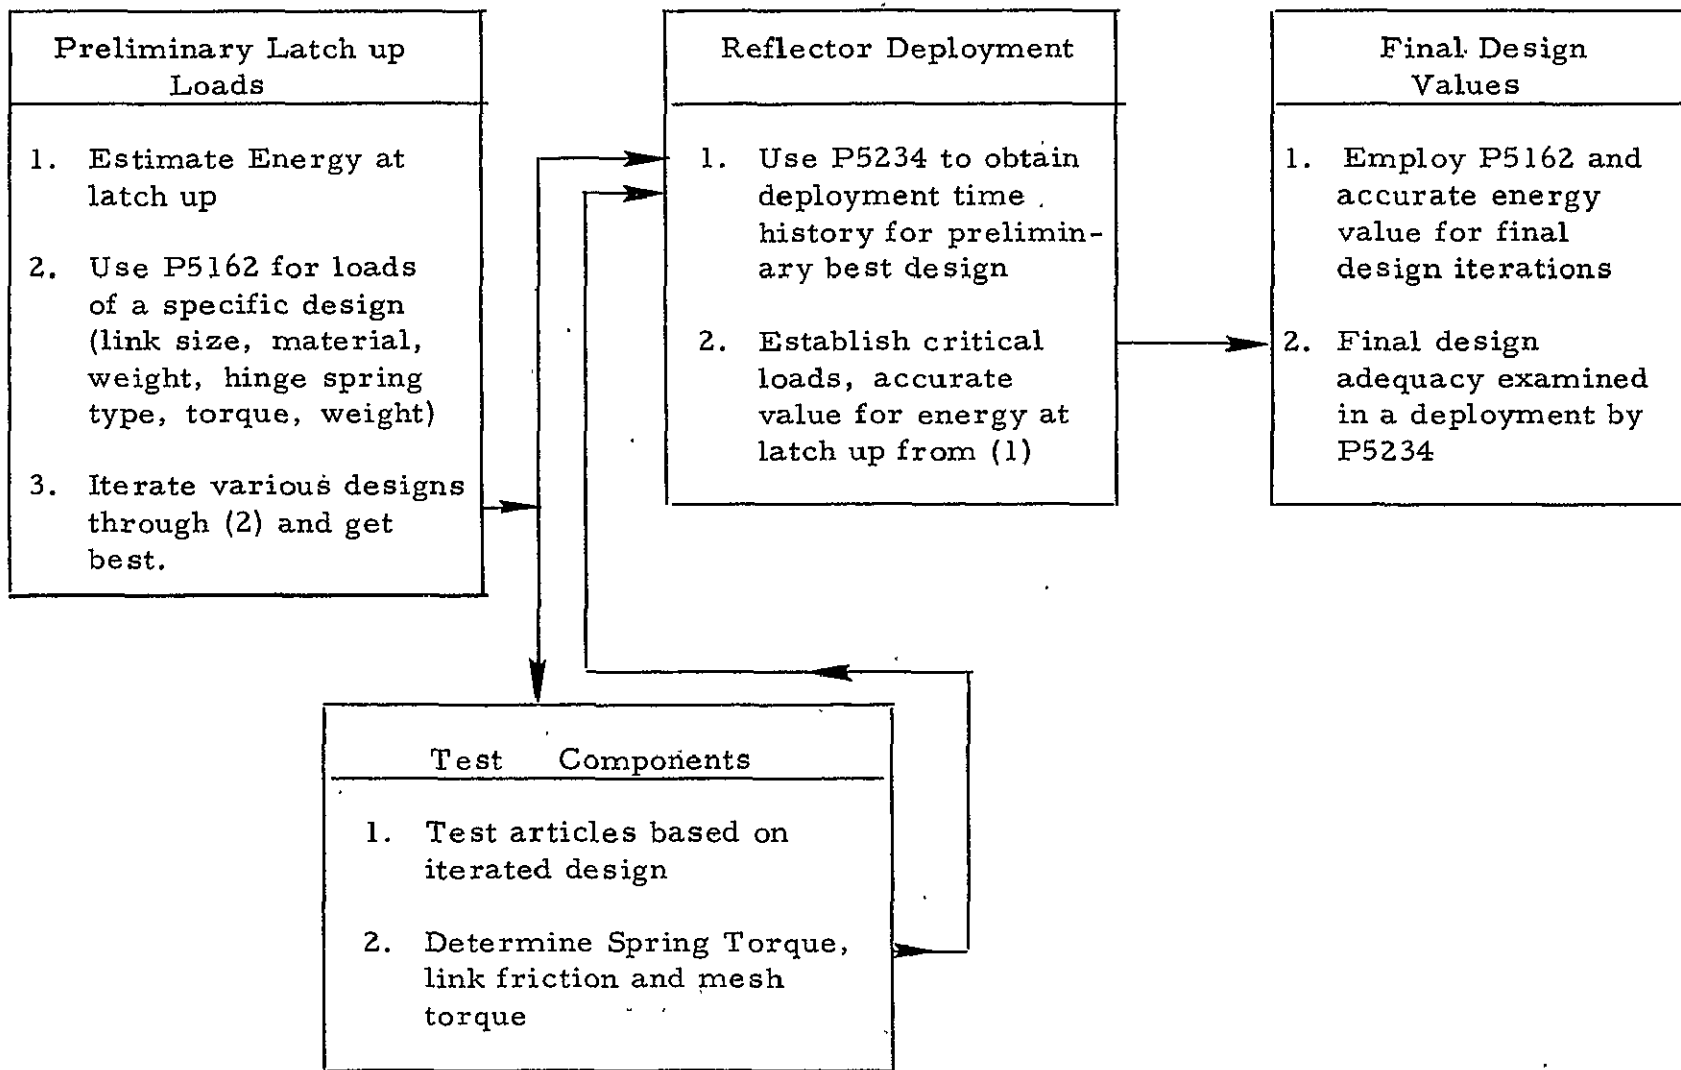 Preliminary Latch up
Loads
1. Estimate Energy at
latch up
2. Use P5162 for loads
of a specific design
(link size, material,
weight, hinge spring
type, torque, weight)
3. Iterate various designs
through (2) and get
best.
Reflector Deployment
1. Use P5234 to obtain
deployment time
history for prelimin-
ary best design
2. Establish critical
loads, accurate
value for energy at
latch up from (1)
Final Design
Values
1. Employ P5162 and
accurate energy
value for final
design iterations
2. Final design
adequacy examined
in a deployment by
P5234
Test Components
1. Test articles based on
iterated design
2. Determine Spring Torque,
link friction and mesh
torque